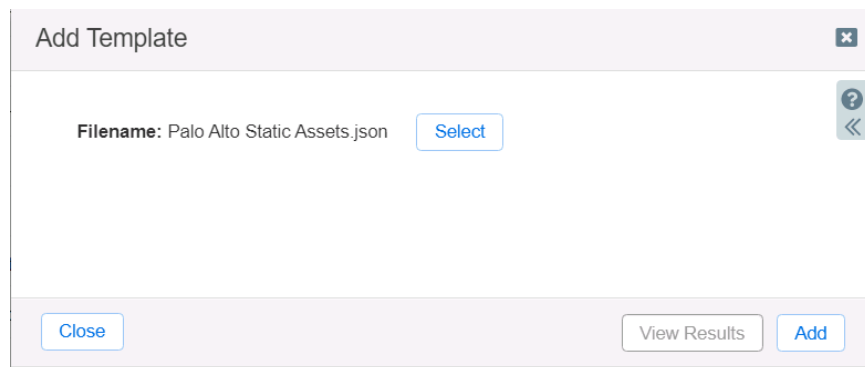 Add Template
Filename: Palo Alto Static Assets.json Select
Close View Results Add